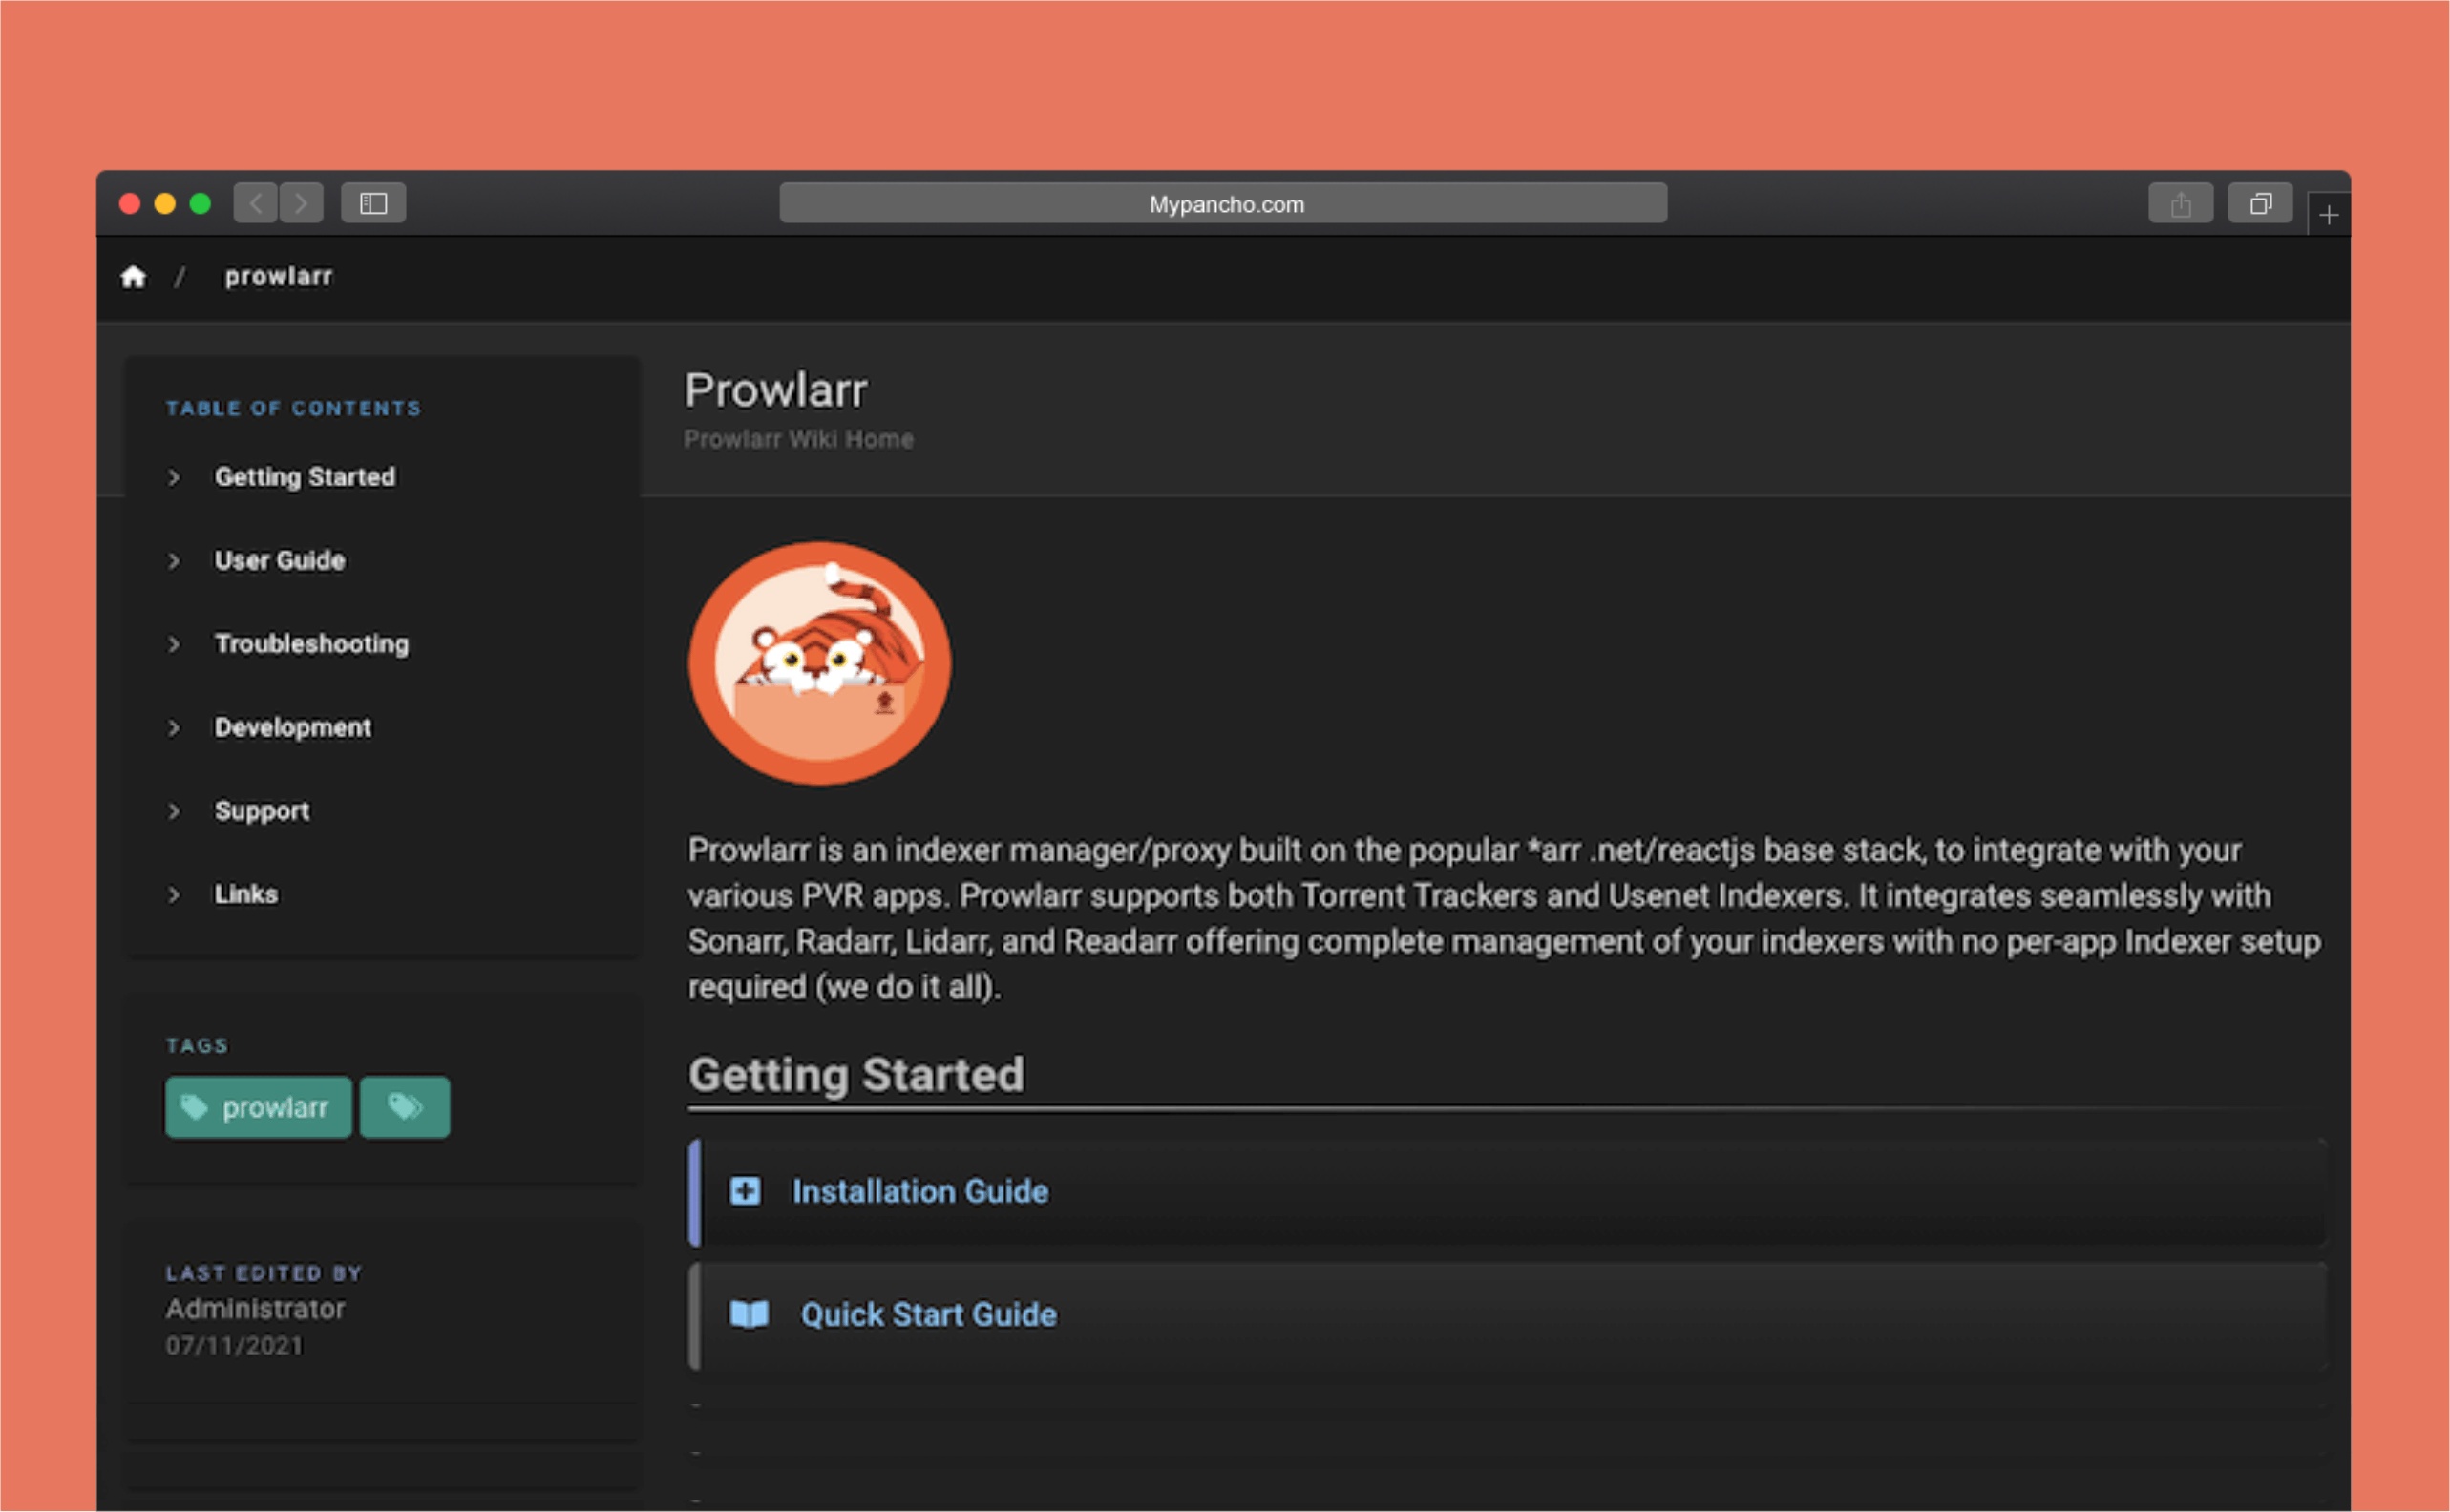 Mypancho.com
/ prowlarr
TABLE OF CONTENTS
Getting Started
User Guide
Troubleshooting
Development
Support
Links
TAGS
prowlarr
LAST EDITED BY
Administrator
07/11/2021
Prowlarr
Prowlarr Wiki Home
Prowlarr is an indexer manager/proxy built on the popular *arr .net/reactjs base stack, to integrate with your
various PVR apps. Prowlarr supports both Torrent Trackers and Usenet Indexers. It integrates seamlessly with
Sonarr, Radarr, Lidarr, and Readarr offering complete management of your indexers with no per-app Indexer setup
required (we do it all).
Getting Started
Installation Guide
Quick Start Guide